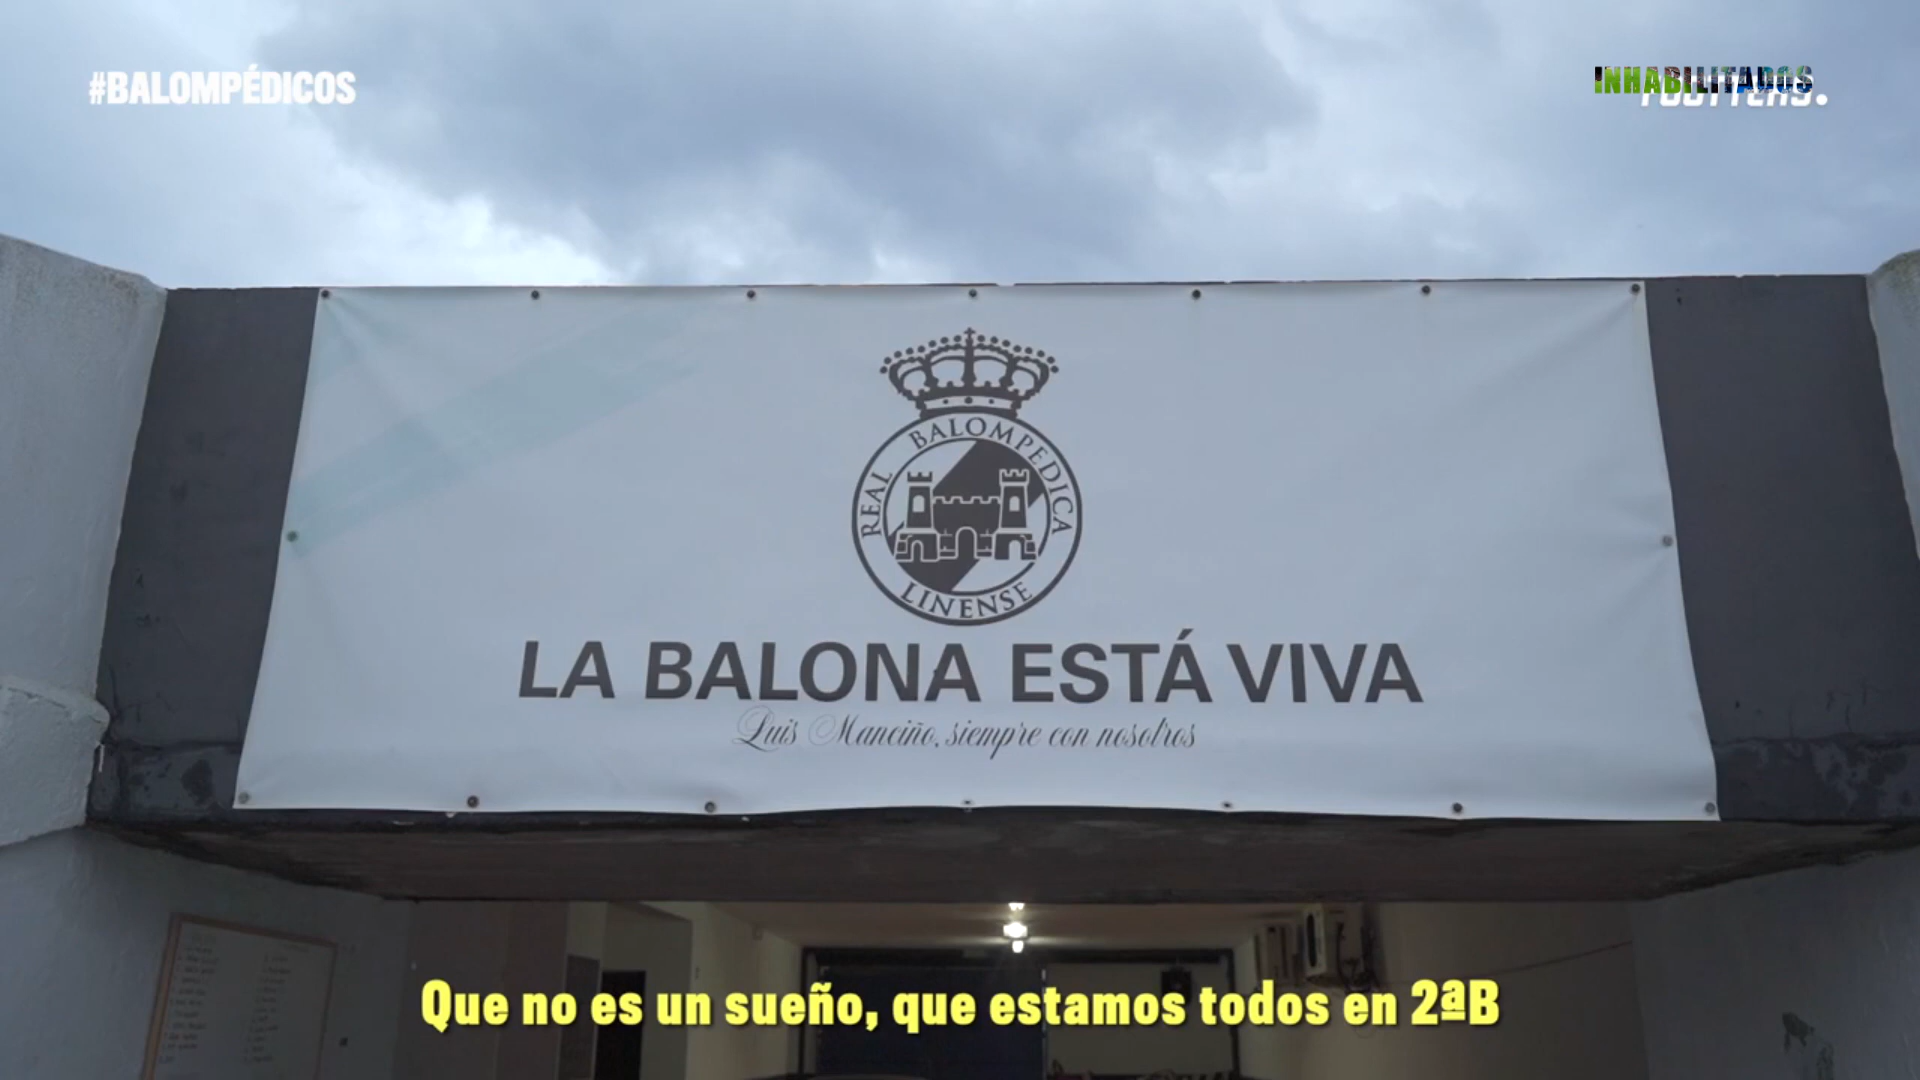 #BALOMPÉDICOS
INHABILITADOS
FOOTTERS.
REAL BALOMPEDICA
LINENSE
LA BALONA ESTÁ VIVA
Luis Manciño, siempre con nosotros
Que no es un sueño, que estamos todos en 2ªB